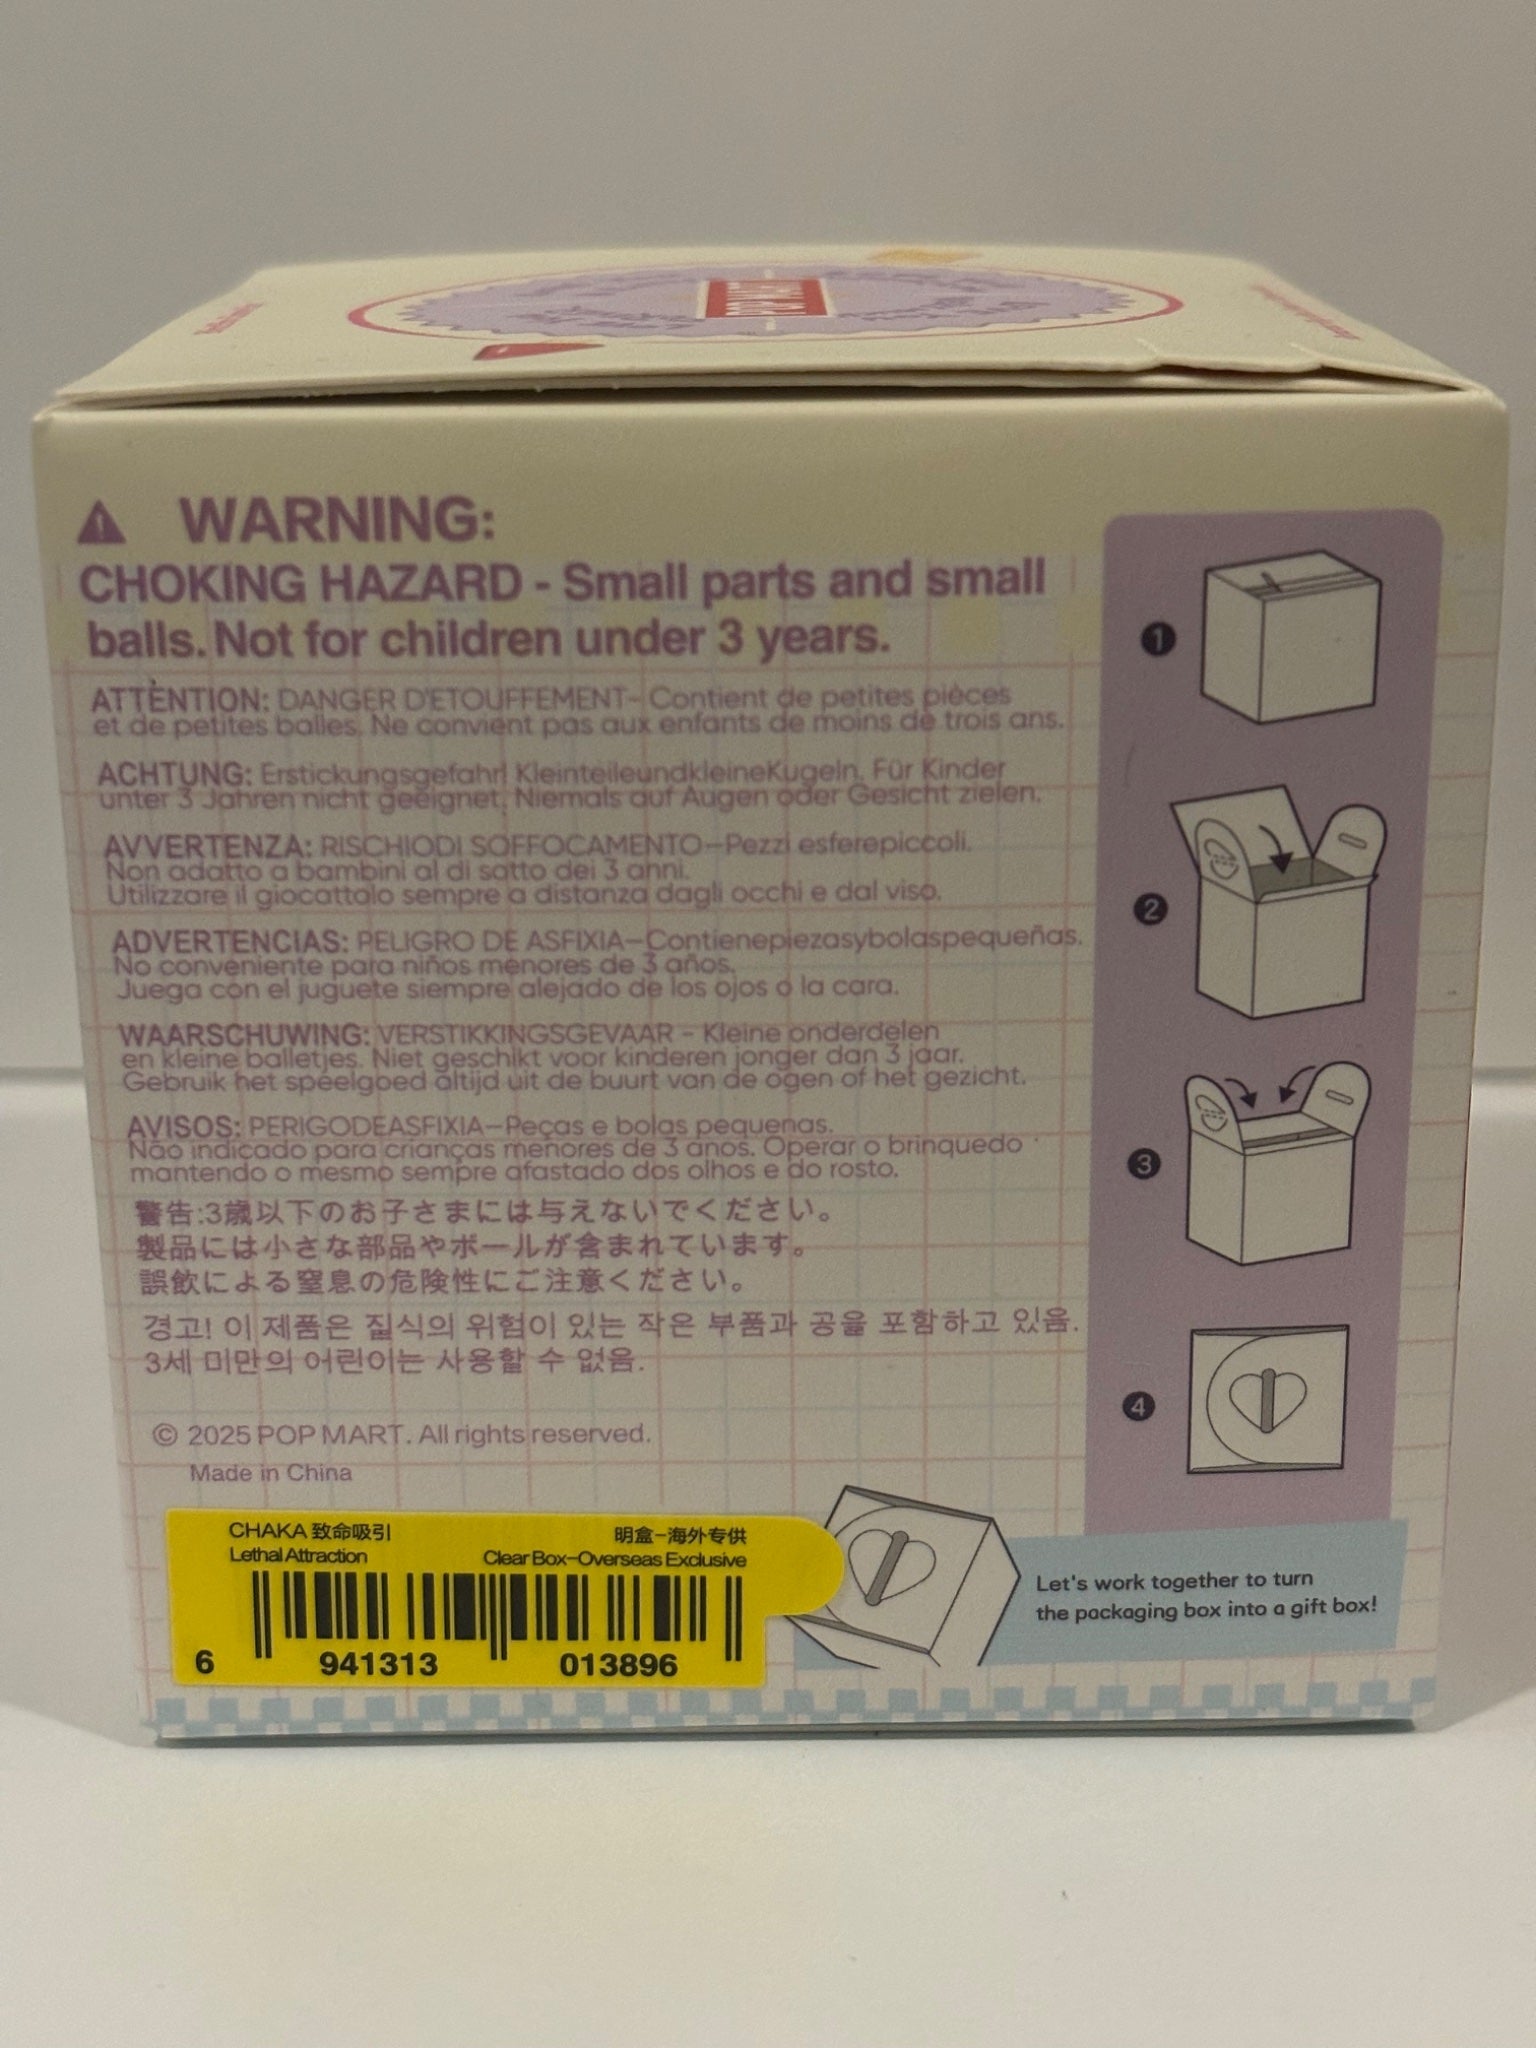 POP MART
WARNING:
CHOKING HAZARD - Small parts and small
balls. Not for children under 3 years.
ATTENTION: DANGER D'ETOUFFEMENT- Contient de petites pièces
et de petites balles. Ne convient pas aux enfants de moins de trois ans.
ACHTUNG: Erstickungsgefahr! KleinteileundkleineKugeln. Für Kinder
unter 3 Jahren nicht geeignet. Niemals auf Augen oder Gesicht zielen.
AVVERTENZA: RISCHIODI SOFFOCAMENTO-Pezzi esferepiccoli.
Non adatto a bambini al di satto dei 3 anni.
Utilizzare il giocattolo sempre a distanza dagli occhi e dal viso.
ADVERTENCIAS: PELIGRO DE ASFIXIA-Contienepiezasybolaspequeñas.
No conveniente para niños menores de 3 años.
Juega con el juguete siempre alejado de los ojos o la cara.
WAARSCHUWING: VERSTIKKINGSGEVAAR - Kleine onderdelen
en kleine balletjes. Niet geschikt voor kinderen jonger dan 3 jaar.
Gebruik het speelgoed altijd uit de buurt van de ogen of het gezicht.
AVISOS: PERIGODEASFIXIA-Peças e bolas pequenas.
Não indicado para crianças menores de 3 anos. Operar o brinquedo
mantendo o mesmo sempre afastado dos olhos e do rosto.
警告:3歳以下のお子さまには与えないでください。
製品には小さな部品やボールが含まれています。
誤飲による窒息の危険性にご注意ください。
경고! 이 제품은 질식의 위험이 있는 작은 부품과 공을 포함하고 있음.
3세 미만의 어린이는 사용할 수 없음.
© 2025 POP MART. All rights reserved.
Made in China
CHAKA 致命吸引
Lethal Attraction
明盒-海外专供
Clear Box-Overseas Exclusive
6 941313 013896
1
2
3
4
Let's work together to turn
the packaging box into a gift box!